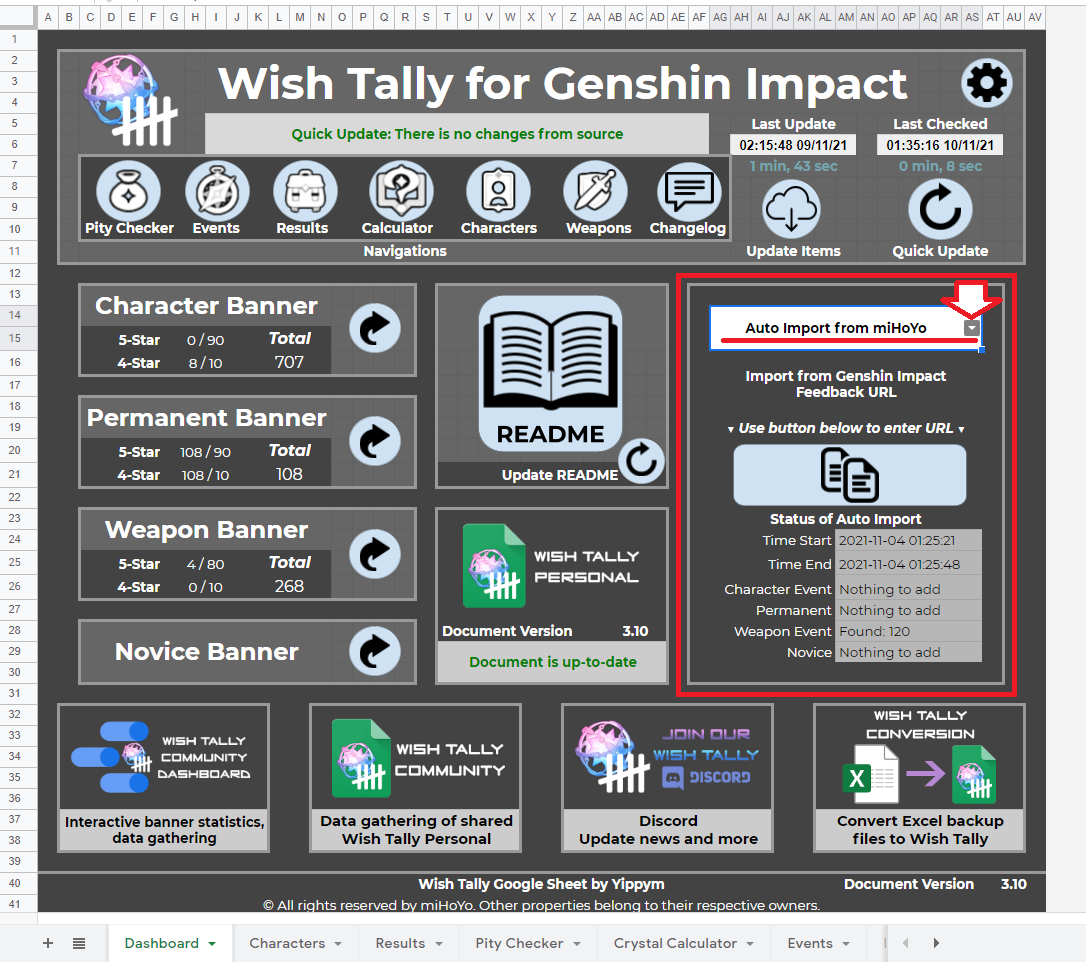 A B C D E F G H I J K L M N O P Q R S T U V W X Y Z AA AB AC AD AE AF AG AH AI AJ AK AL AM AN AO AP AQ AR AS AT AU AV
1
2
3
4
5
6
7
8
9
10
11
12
13
14
15
16
17
18
19
20
21
22
23
24
25
26
27
28
29
30
31
32
33
34
35
36
37
38
39
40
41
Wish Tally for Genshin Impact
Quick Update: There is no changes from source
Last Update
02:15:48 09/11/21
1 min, 43 sec
Update Items
Last Checked
01:35:16 10/11/21
0 min, 8 sec
Quick Update
Pity Checker Events Results Calculator Characters Weapons Changelog
Navigations
Character Banner
5-Star 0 / 90 Total
4-Star 8 / 10 707
Permanent Banner
5-Star 108 / 90 Total
4-Star 108 / 10 108
Weapon Banner
5-Star 4 / 80 Total
4-Star 0 / 10 268
Novice Banner
README
Update README
WISH TALLY
PERSONAL
Document Version 3.10
Document is up-to-date
Auto Import from miHoYo
Import from Genshin Impact
Feedback URL
▼ Use button below to enter URL ▼
Status of Auto Import
Time Start 2021-11-04 01:25:21
Time End 2021-11-04 01:25:48
Character Event Nothing to add
Permanent Nothing to add
Weapon Event Found: 120
Novice Nothing to add
WISH TALLY
COMMUNITY
DASHBOARD
Interactive banner statistics,
data gathering
WISH TALLY
COMMUNITY
Data gathering of shared
Wish Tally Personal
JOIN OUR
WISH TALLY
DISCORD
Discord
Update news and more
WISH TALLY
CONVERSION
X
Convert Excel backup
files to Wish Tally
Wish Tally Google Sheet by Yippym
Document Version 3.10
© All rights reserved by miHoYo. Other properties belong to their respective owners.
Dashboard Characters Results Pity Checker Crystal Calculator Events